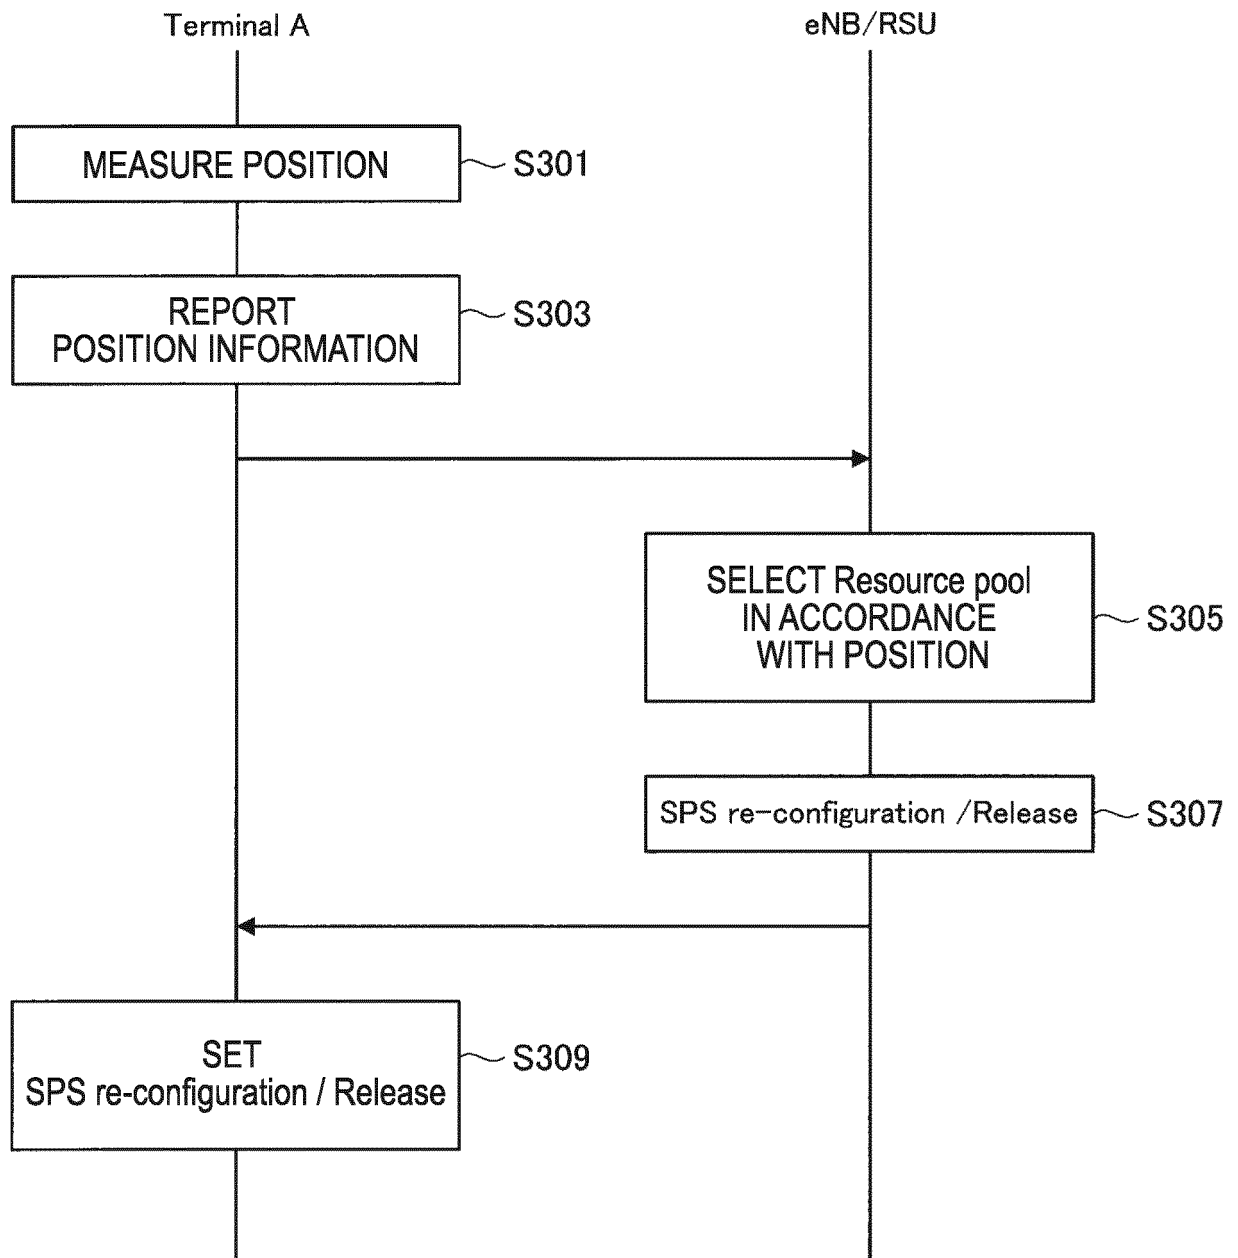 Terminal A
eNB/RSU
MEASURE POSITION
S301
REPORT
POSITION INFORMATION
S303
SELECT Resource pool
IN ACCORDANCE
WITH POSITION
S305
SPS re-configuration /Release
S307
SET
SPS re-configuration / Release
S309